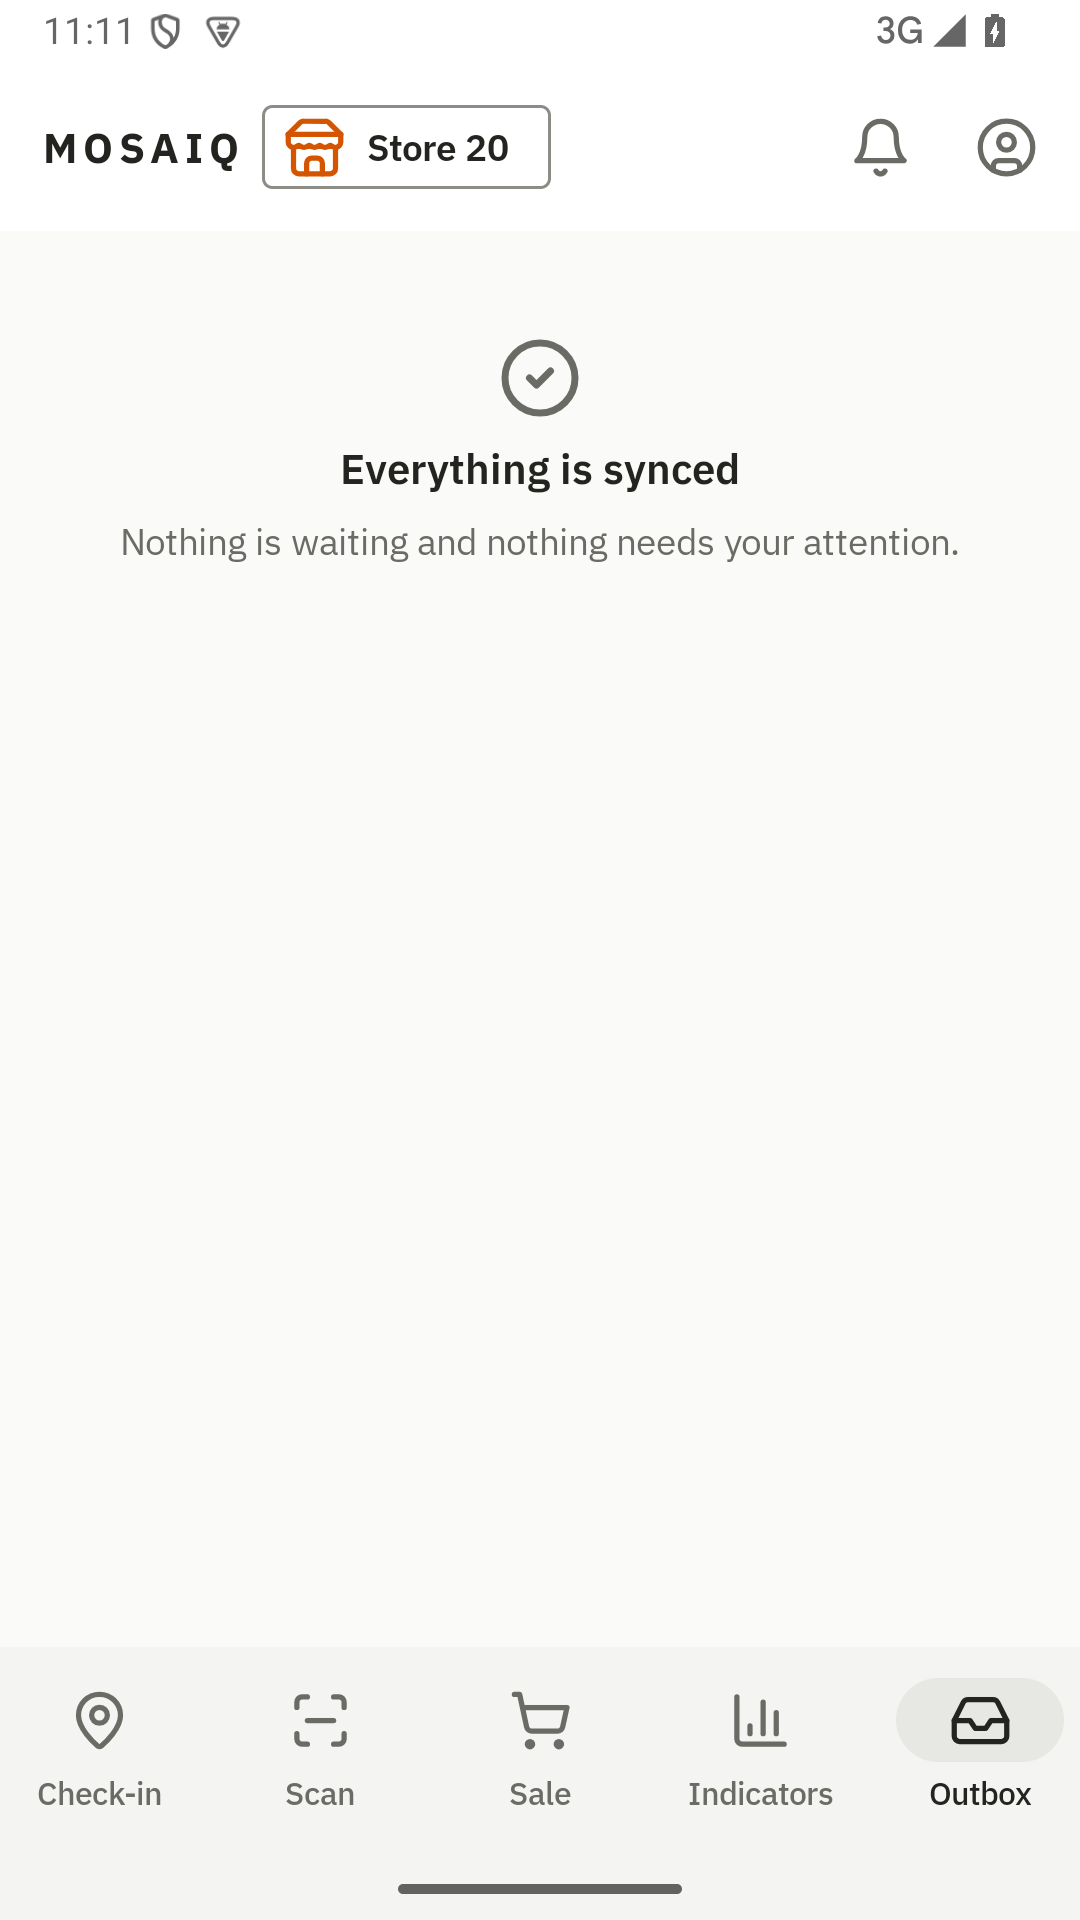 11:11
3G
MOSAIQ
Store 20
Everything is synced
Nothing is waiting and nothing needs your attention.
Check-in
Scan
Sale
Indicators
Outbox